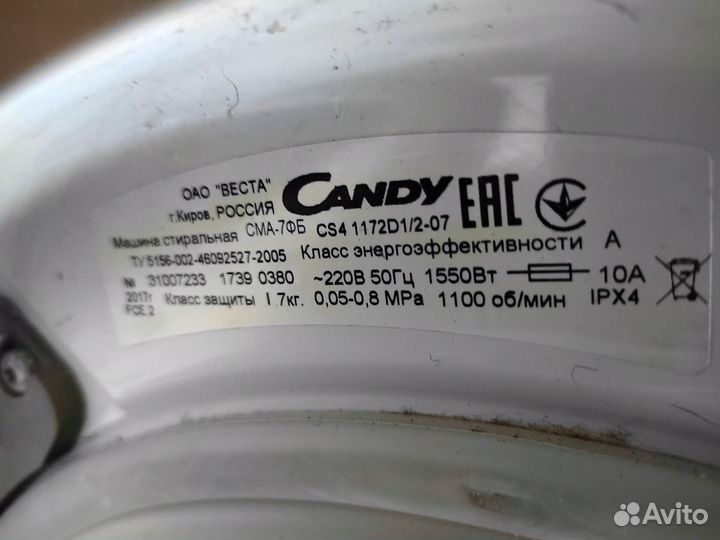 ОАО "ВЕСТА" CANDY EAC
г.Киров, РОССИЯ
Машина стиральная СМА-7ФБ CS4 1172D1/2-07
ТУ 5156-002-46092527-2005 Класс энергоэффективности A
№ 31007233 1739 0380 ~220В 50Гц 1550Вт 10A
2017г Класс защиты I 7кг. 0,05-0,8 MPa 1100 об/мин IPX4
FCE 2
Avito